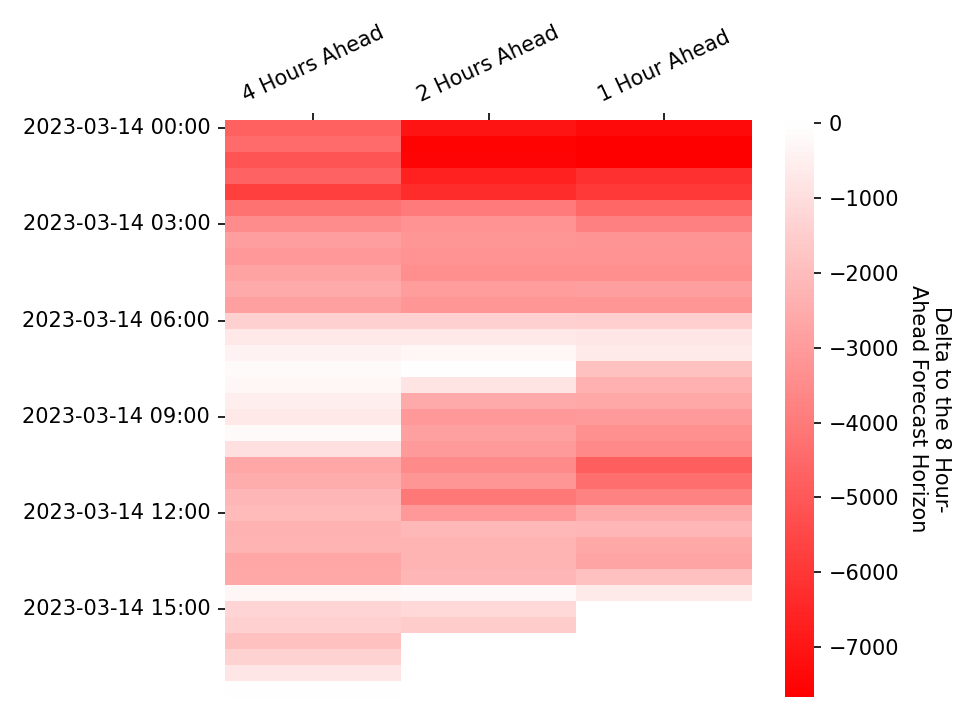 4 Hours Ahead
2 Hours Ahead
1 Hour Ahead
2023-03-14 00:00
2023-03-14 03:00
2023-03-14 06:00
2023-03-14 09:00
2023-03-14 12:00
2023-03-14 15:00
0
−1000
−2000
−3000
−4000
−5000
−6000
−7000
Delta to the 8 Hour-
Ahead Forecast Horizon